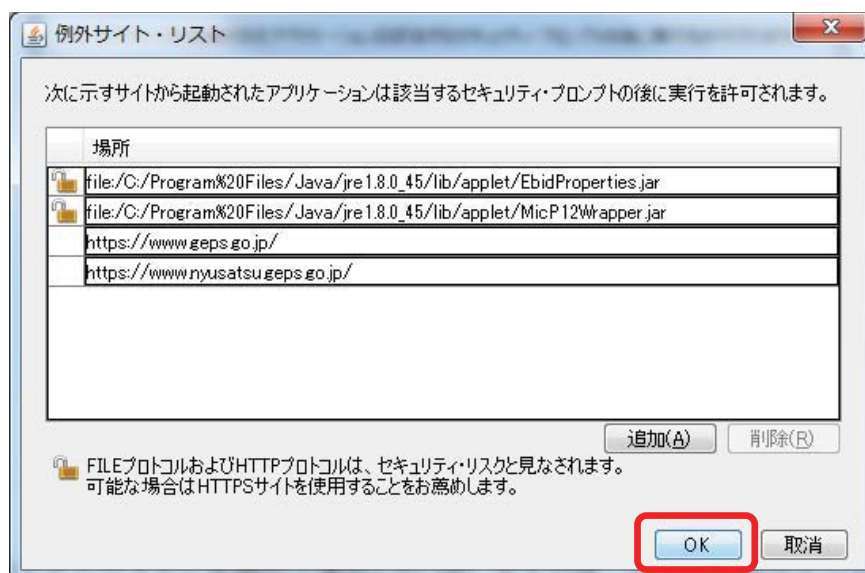 例外サイト・リスト
次に示すサイトから起動されたアプリケーションは該当するセキュリティ・プロンプトの後に実行を許可されます。
場所
file:/C:/Program%20Files/Java/jre1.8.0_45/lib/applet/EbidProperties.jar
file:/C:/Program%20Files/Java/jre1.8.0_45/lib/applet/MicP12Wrapper.jar
https://www.geps.go.jp/
https://www.nyusatsu.geps.go.jp/
追加(A) 削除(R)
FILEプロトコルおよびHTTPプロトコルは、セキュリティ・リスクと見なされます。
可能な場合はHTTPSサイトを使用することをお薦めします。
OK 取消